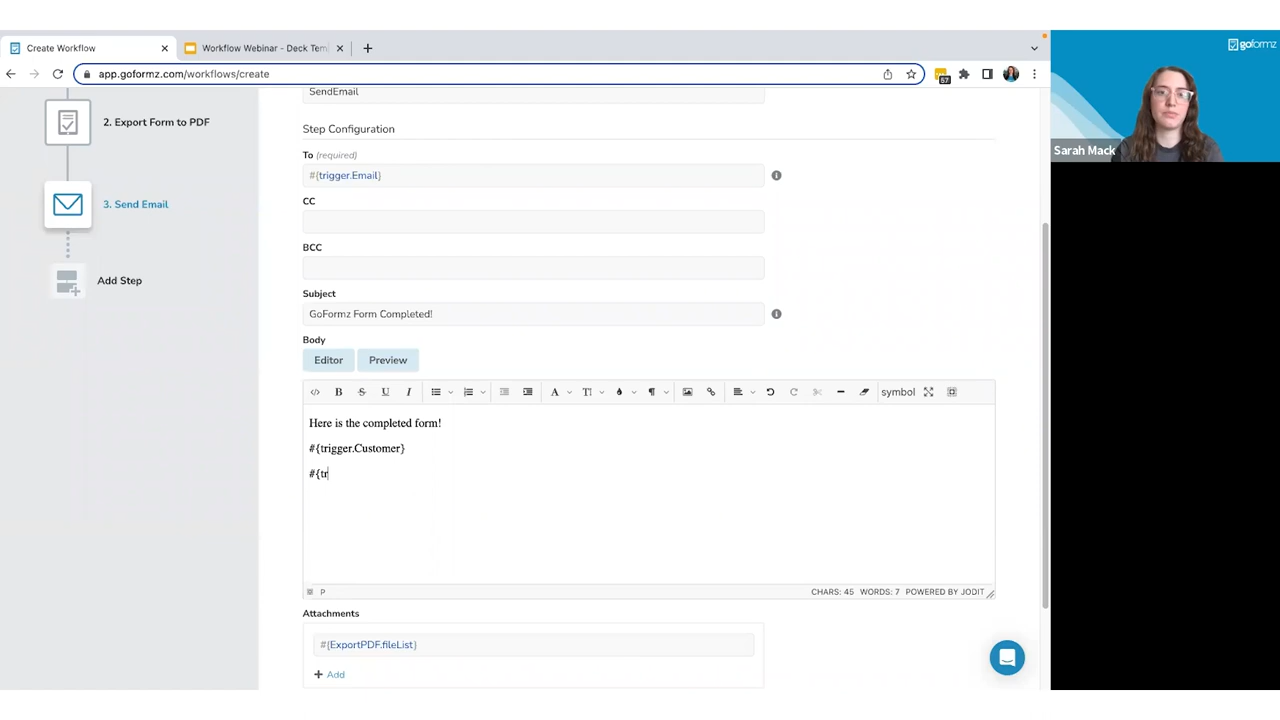 Create Workflow
Workflow Webinar - Deck Tem
goformz
app.goformz.com/workflows/create
57
SendEmail
2. Export Form to PDF
Step Configuration
Sarah Mack
To (required)
#{trigger.Email}
CC
3. Send Email
BCC
Add Step
Subject
GoFormz Form Completed!
Body
Editor
Preview
symbol
Here is the completed form!
#{trigger.Customer}
#{tr
P
CHARS: 45 WORDS: 7 POWERED BY JODIT
Attachments
#{ExportPDF.fileList}
Add